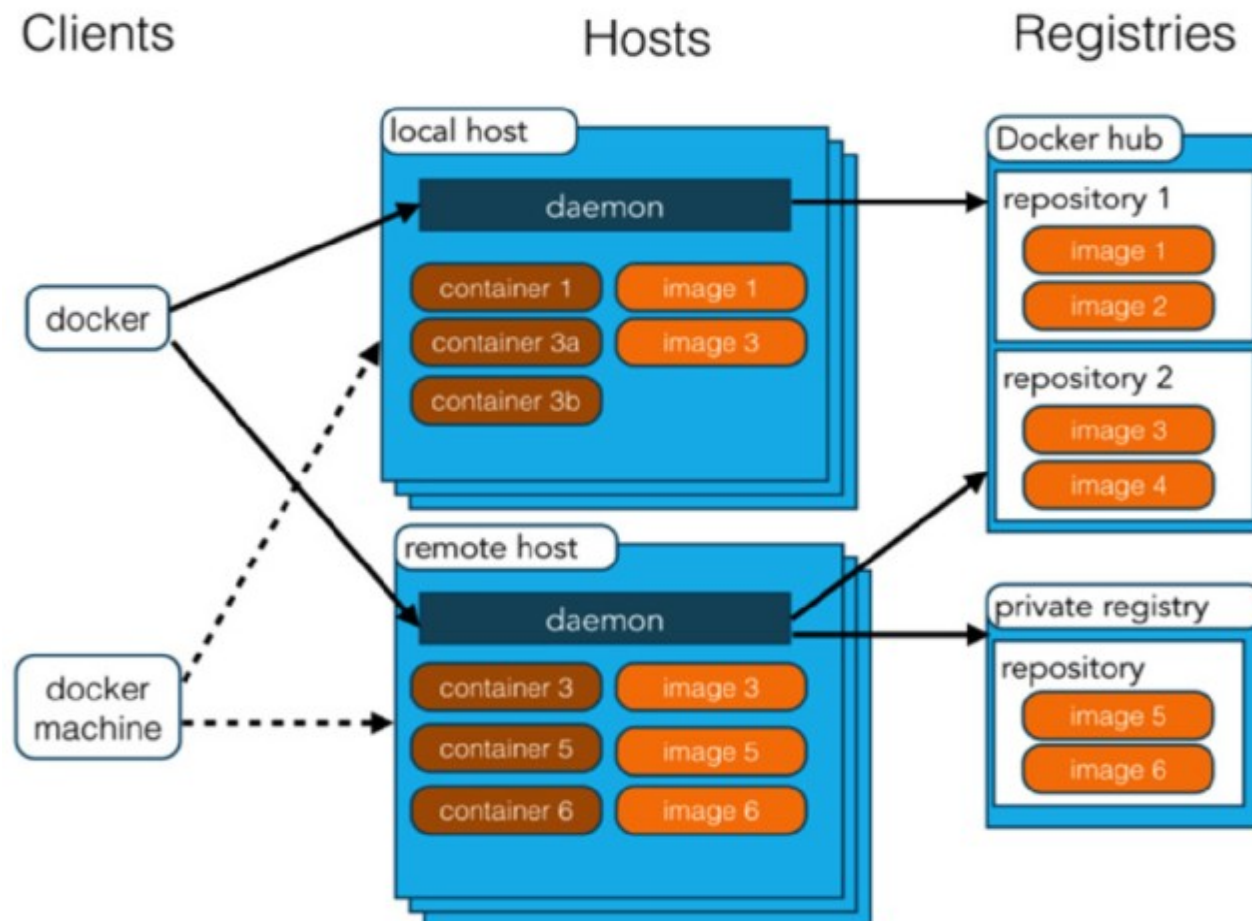 Clients
Hosts
Registries
local host
daemon
container 1
image 1
container 3a
image 3
container 3b
docker
docker
machine
remote host
daemon
container 3
image 3
container 5
image 5
container 6
image 6
Docker hub
repository 1
image 1
image 2
repository 2
image 3
image 4
private registry
repository
image 5
image 6